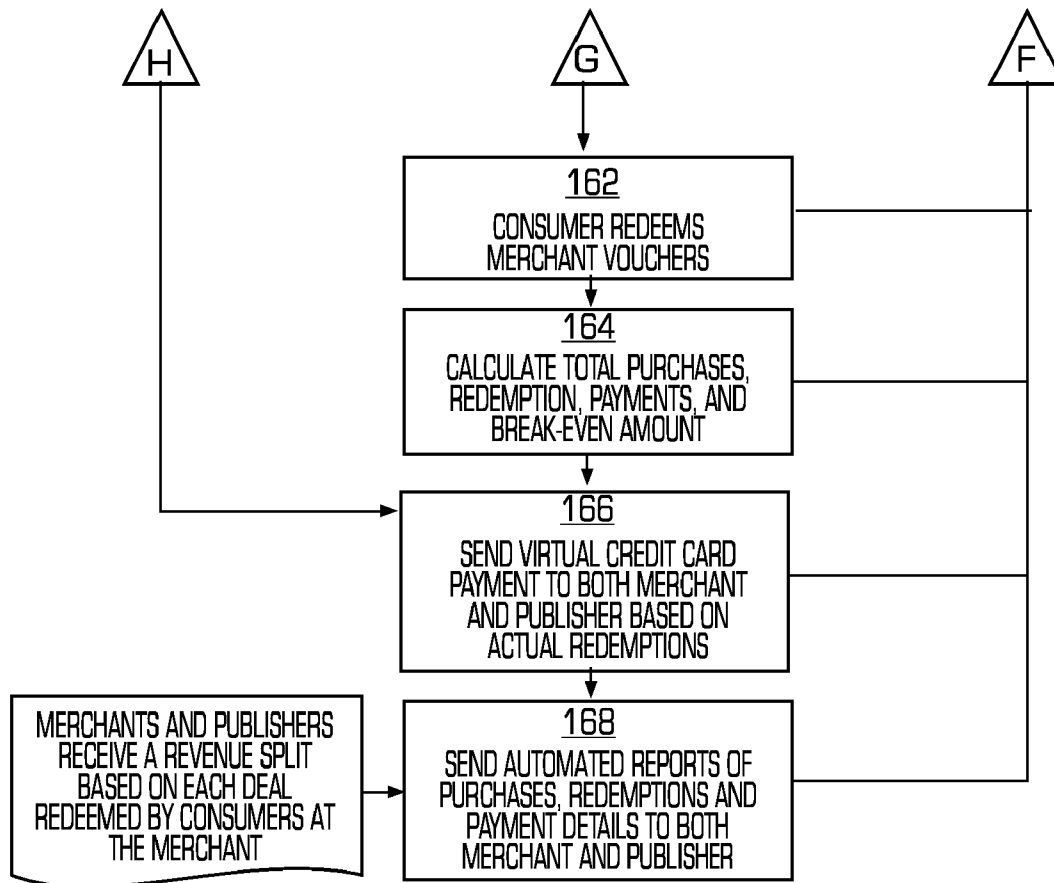 H
G
F
162
CONSUMER REDEEMS
MERCHANT VOUCHERS
164
CALCULATE TOTAL PURCHASES,
REDEMPTION, PAYMENTS, AND
BREAK-EVEN AMOUNT
166
SEND VIRTUAL CREDIT CARD
PAYMENT TO BOTH MERCHANT
AND PUBLISHER BASED ON
ACTUAL REDEMPTIONS
MERCHANTS AND PUBLISHERS
RECEIVE A REVENUE SPLIT
BASED ON EACH DEAL
REDEEMED BY CONSUMERS AT
THE MERCHANT
168
SEND AUTOMATED REPORTS OF
PURCHASES, REDEMPTIONS AND
PAYMENT DETAILS TO BOTH
MERCHANT AND PUBLISHER